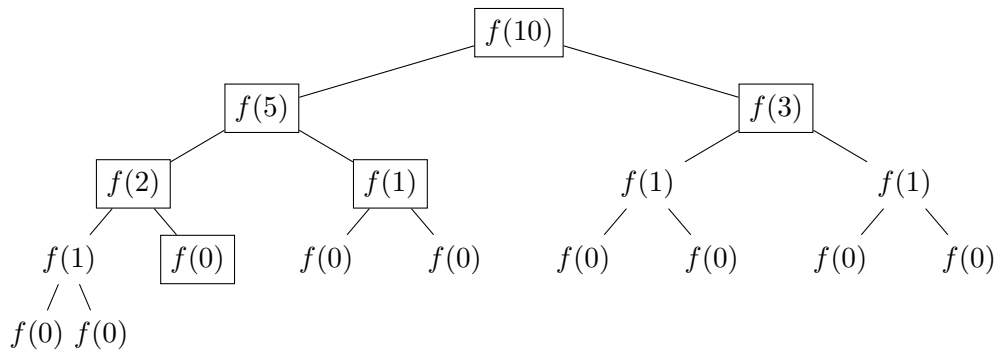 f(10)
f(5) f(3)
f(2) f(1) f(1) f(1)
f(1) f(0) f(0) f(0) f(0) f(0) f(0) f(0)
f(0) f(0)